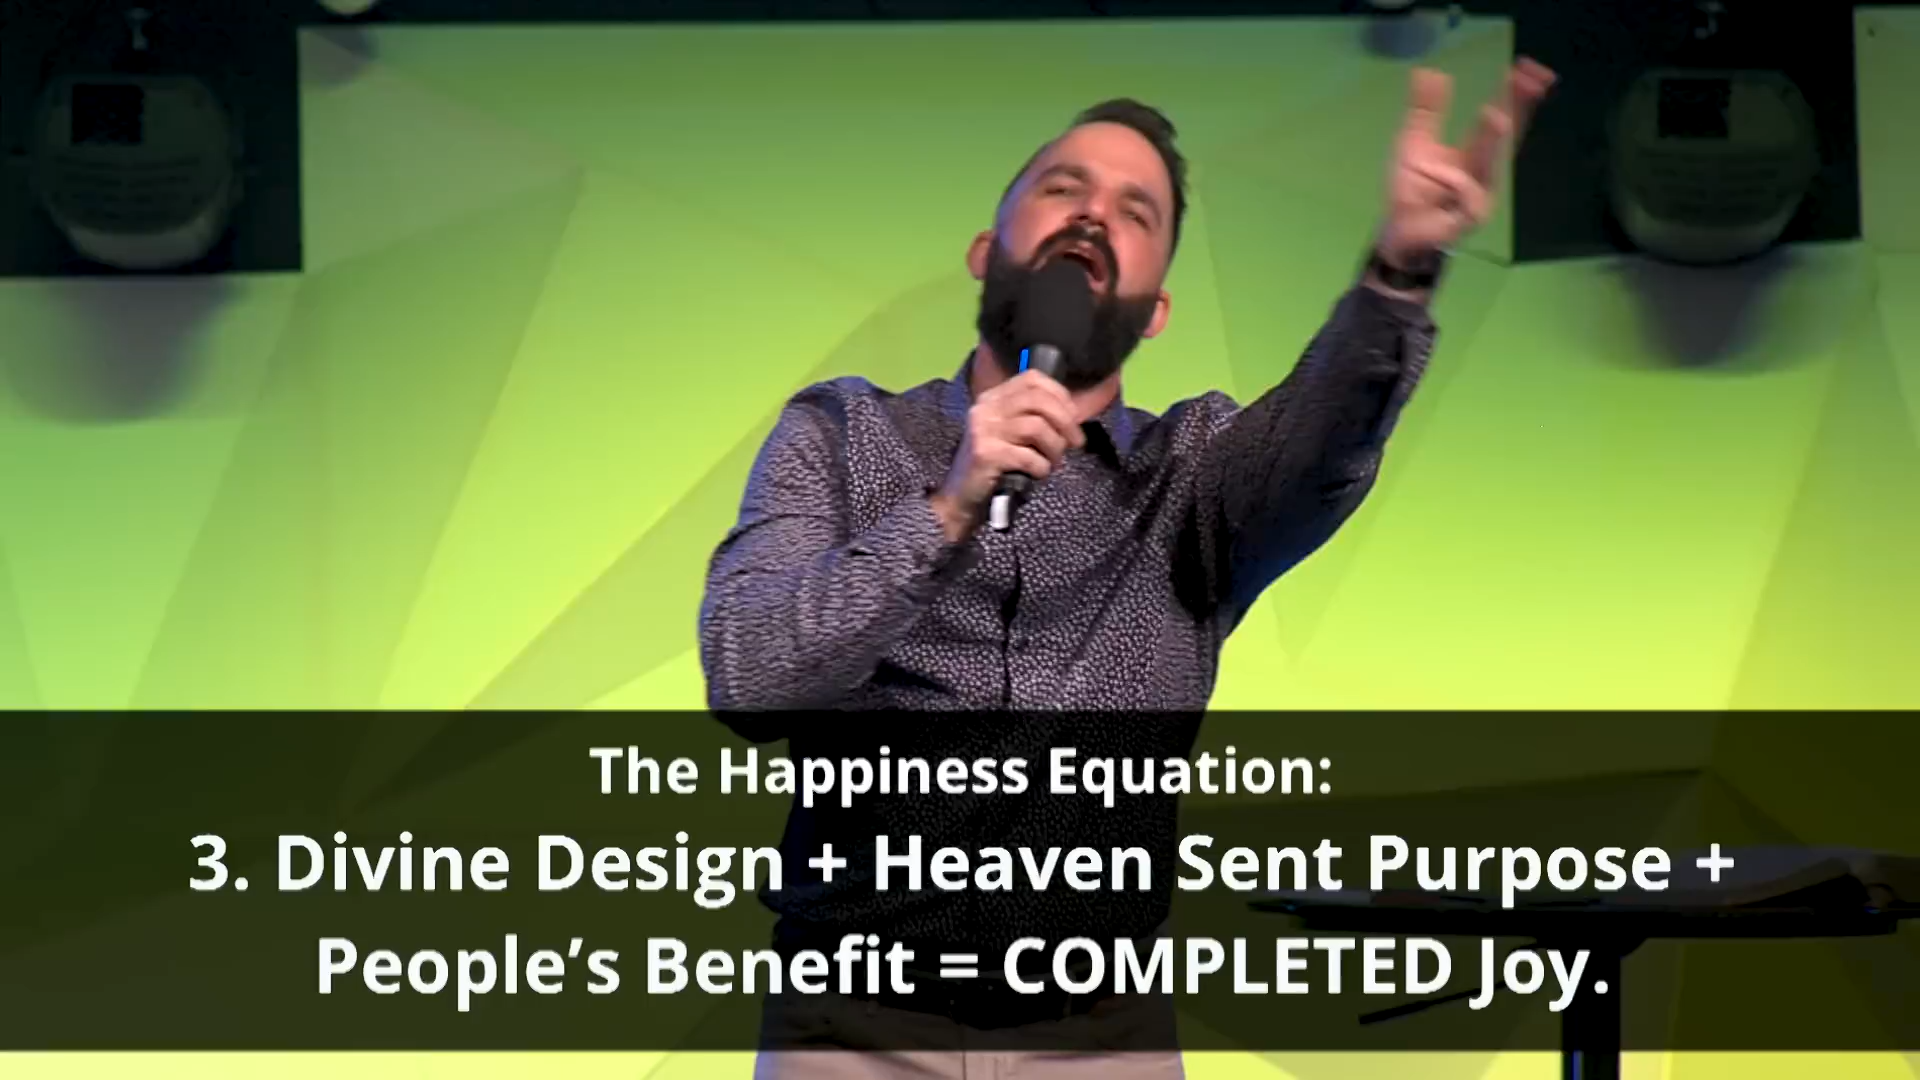 The Happiness Equation:
3. Divine Design + Heaven Sent Purpose +
People’s Benefit = COMPLETED Joy.